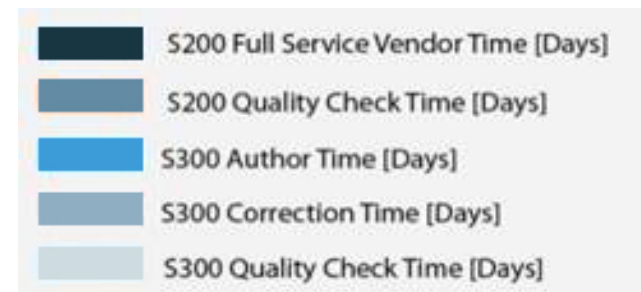 S200 Full Service Vendor Time [Days]
S200 Quality Check Time [Days]
S300 Author Time [Days]
S300 Correction Time [Days]
S300 Quality Check Time [Days]